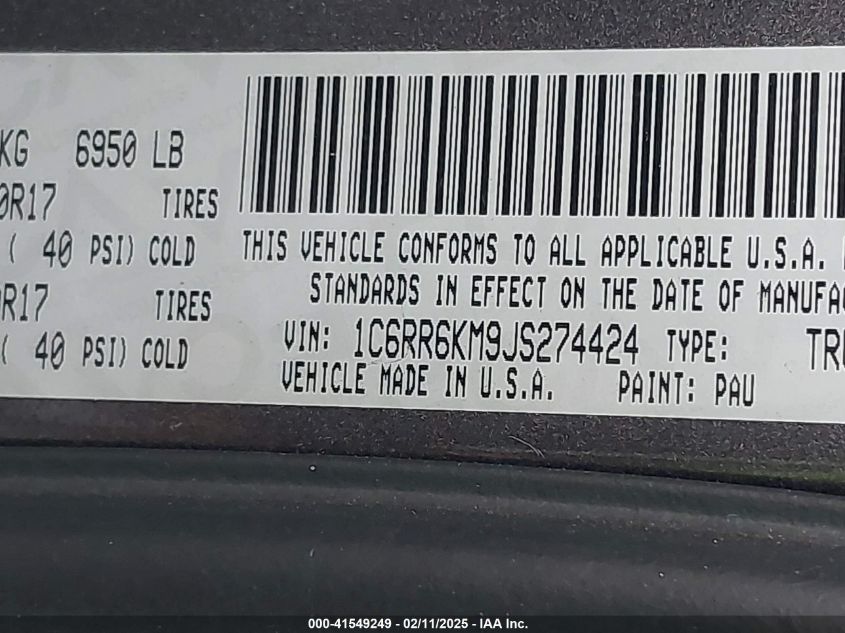 KG 6950 LB
0R17 TIRES
( 40 PSI) COLD
R17 TIRES
( 40 PSI) COLD
THIS VEHICLE CONFORMS TO ALL APPLICABLE U.S.A.
STANDARDS IN EFFECT ON THE DATE OF MANUFAC
VIN: 1C6RR6KM9JS274424 TYPE: TRU
VEHICLE MADE IN U.S.A. PAINT: PAU
000-41549249 - 02/11/2025 - IAA Inc.